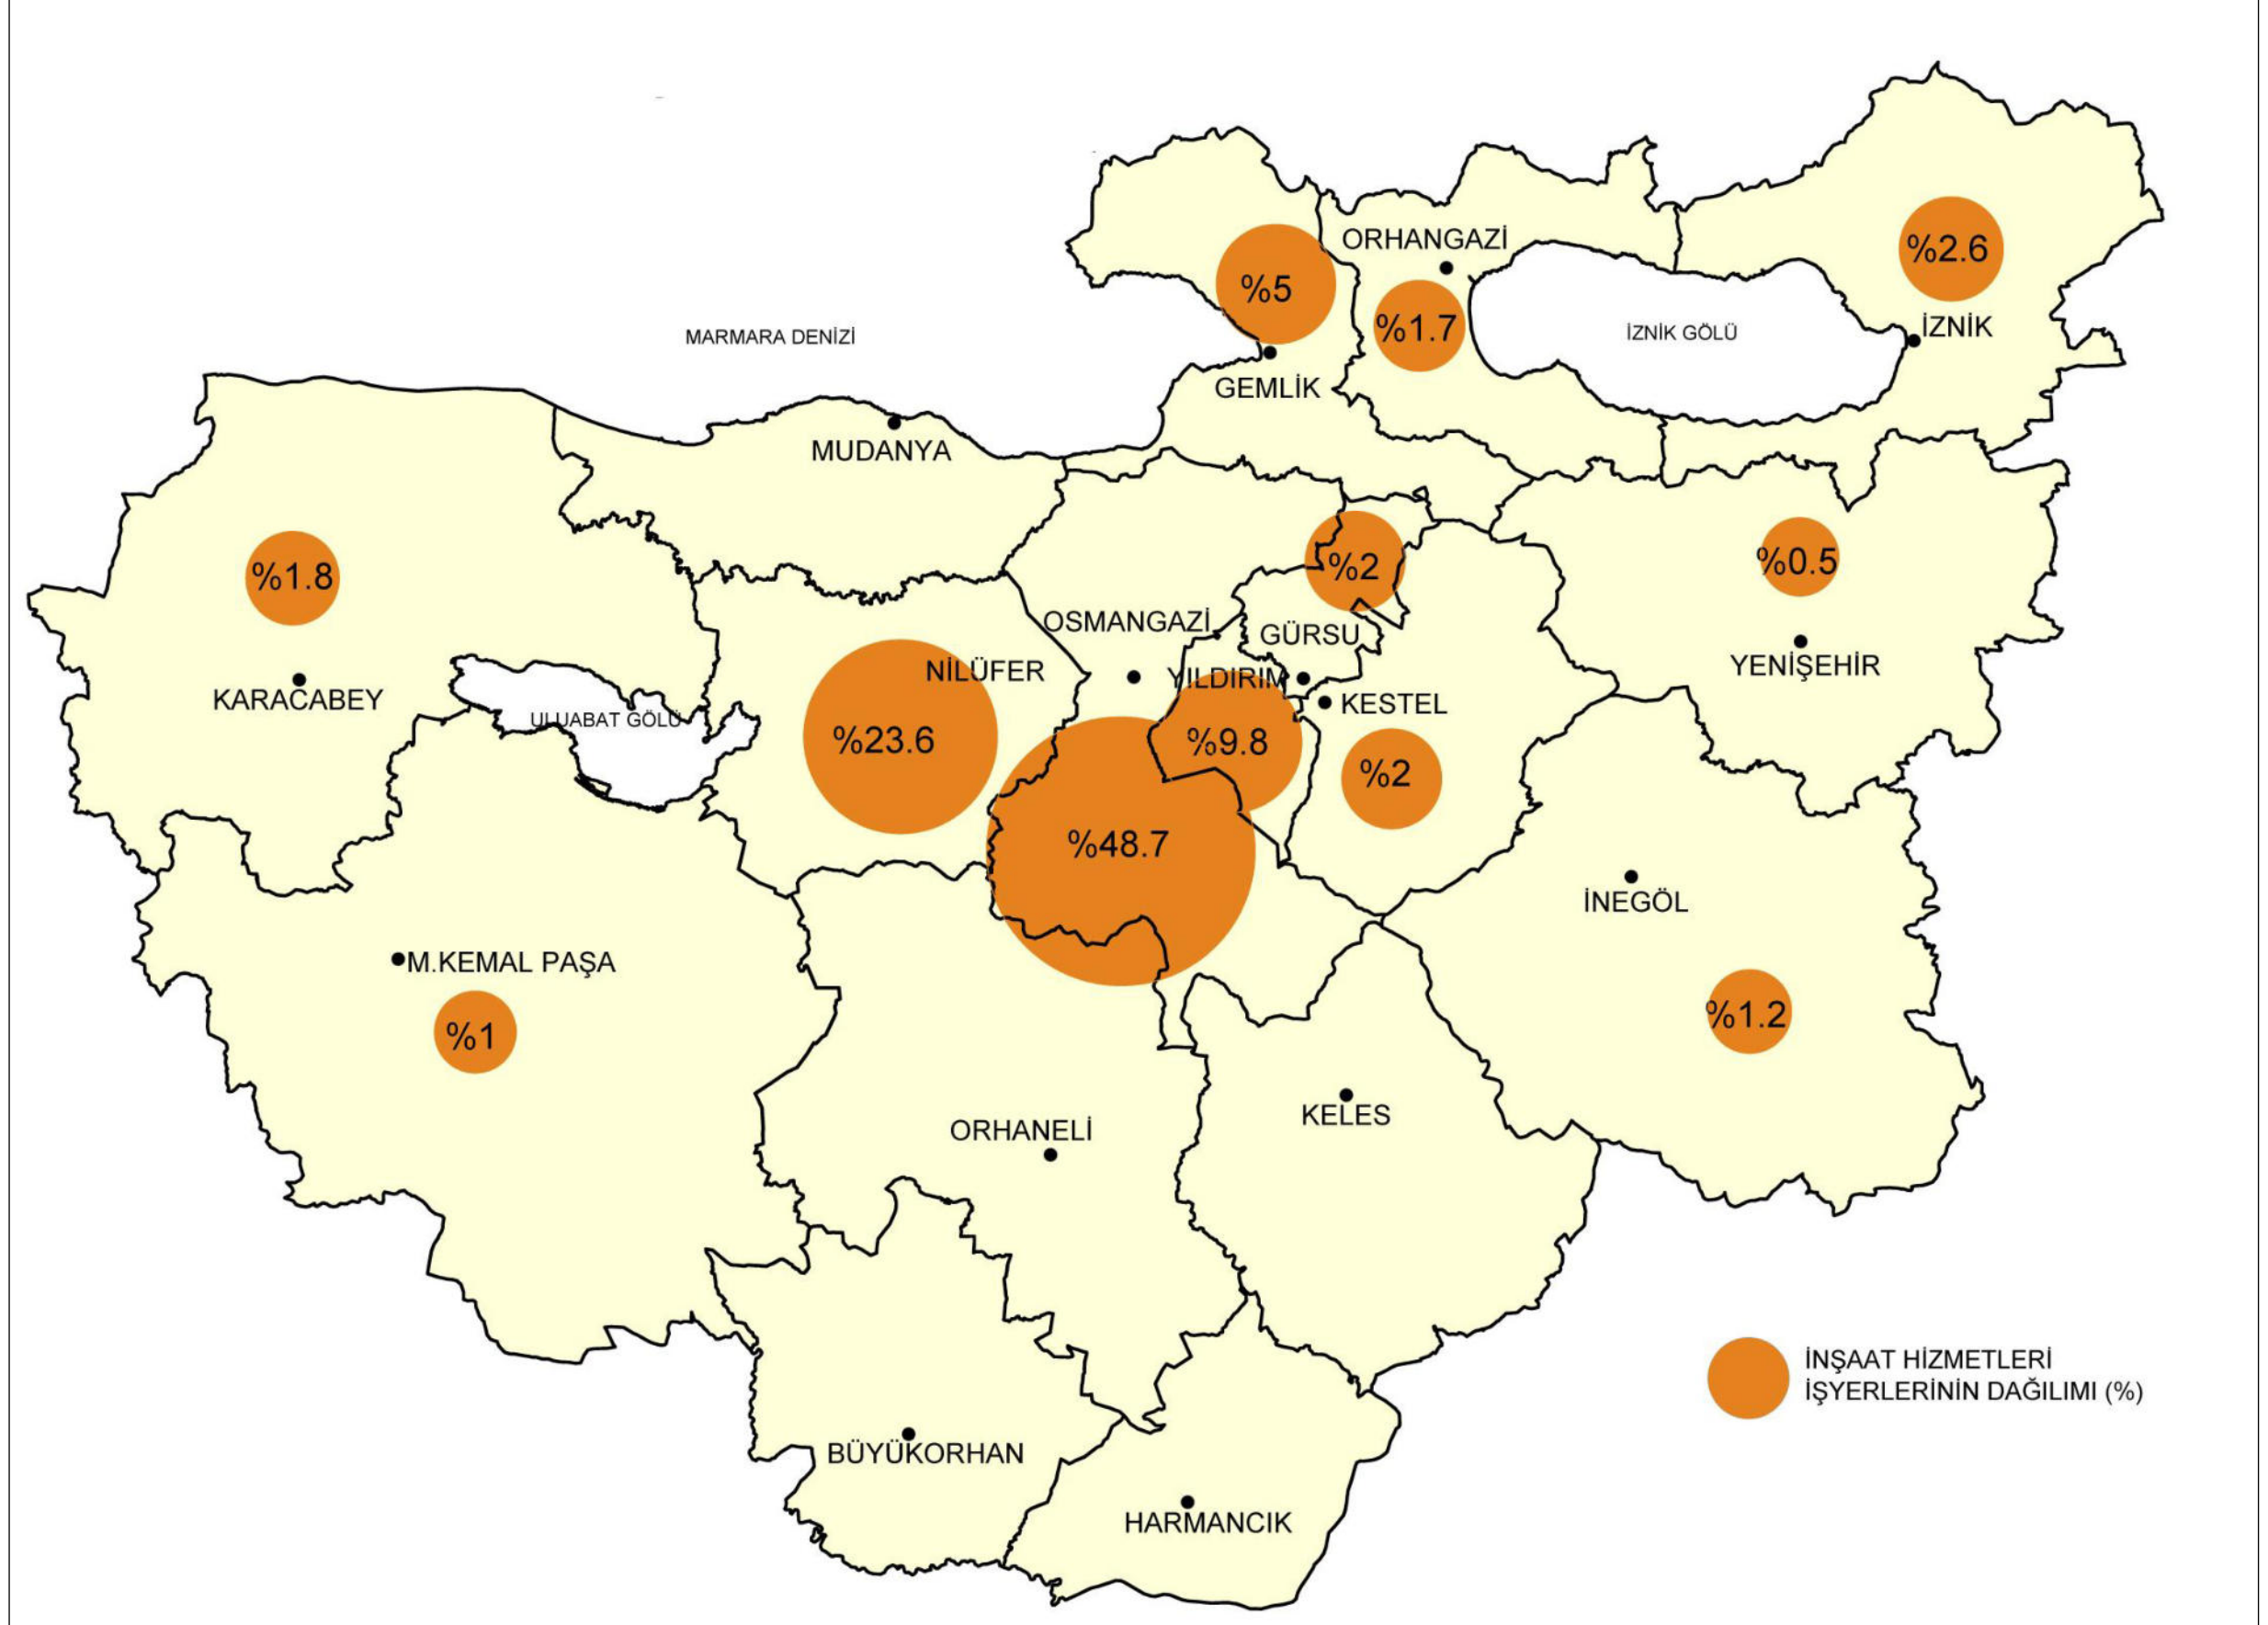 ORHANGAZİ
%2.6
%5
%1.7
İZNİK
İZNİK GÖLÜ
MARMARA DENİZİ
GEMLİK
MUDANYA
%1.8
%2
%0.5
OSMANGAZİ
GÜRSU
YENİŞEHİR
NİLÜFER
YILDIRIM
KARACABEY
KESTEL
ULUABAT GÖLÜ
%23.6
%9.8
%2
%48.7
İNEGÖL
M.KEMAL PAŞA
%1
%1.2
KELES
ORHANELİ
İNŞAAT HİZMETLERİ
İŞYERLERİNİN DAĞILIMI (%)
BÜYÜKORHAN
HARMANCIK